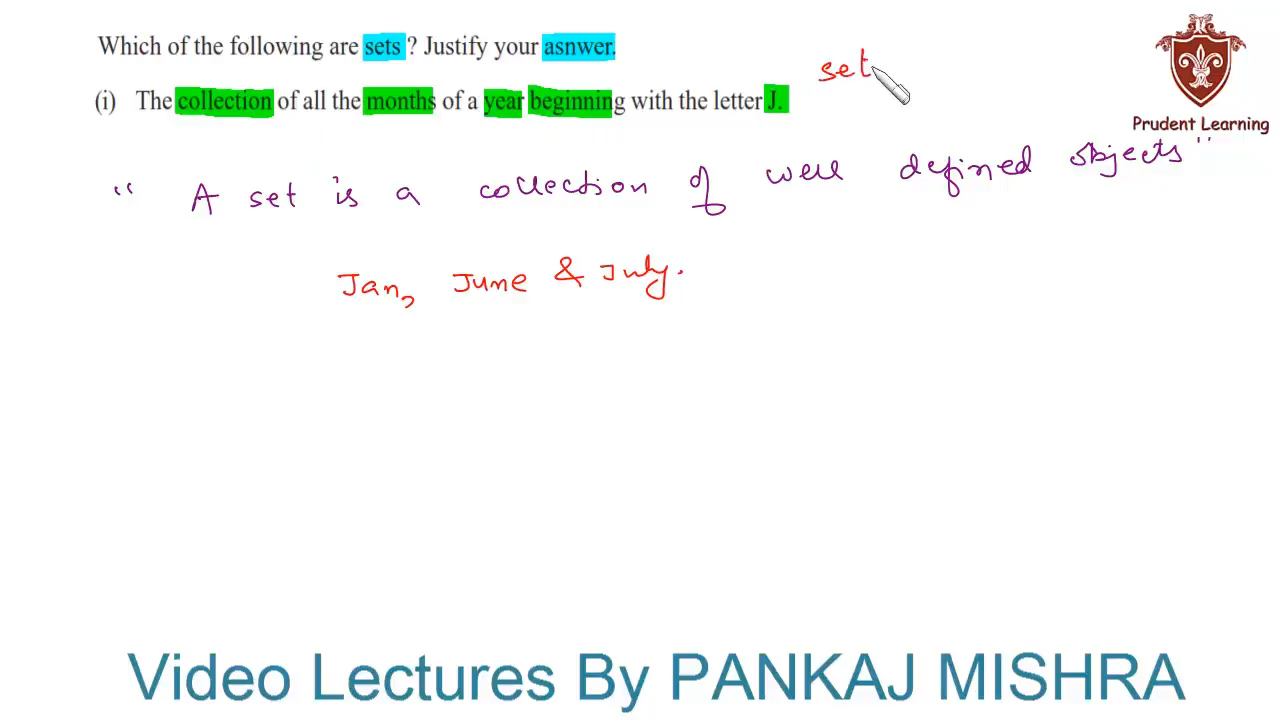 Which of the following are sets ? Justify your asnwer.
set
(i) The collection of all the months of a year beginning with the letter J.
Prudent Learning
" A set is a collection of well defined objects"
Jan, June & July.
Video Lectures By PANKAJ MISHRA